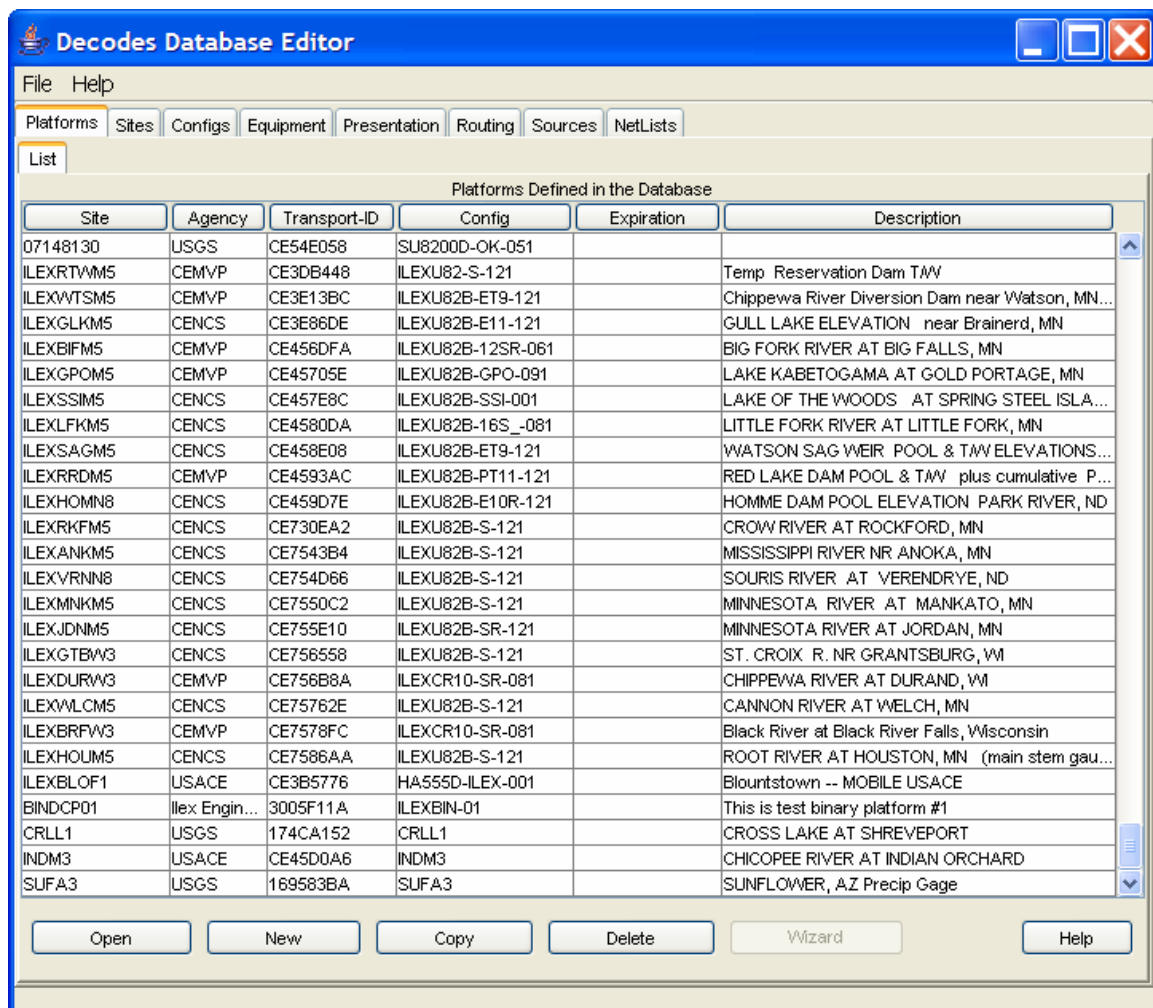 Decodes Database Editor
File Help
Platforms Sites Configs Equipment Presentation Routing Sources NetLists
List
Platforms Defined in the Database
Site Agency Transport-ID Config Expiration Description
07148130 USGS CE54E058 SU8200D-OK-051
ILEXRTWM5 CEMVP CE3DB448 ILEXU82-S-121 Temp Reservation Dam T/W
ILEXWTSM5 CEMVP CE3E13BC ILEXU82B-ET9-121 Chippewa River Diversion Dam near Watson, MN...
ILEXGLKM5 CENCS CE3E86DE ILEXU82B-E11-121 GULL LAKE ELEVATION near Brainerd, MN
ILEXBIFM5 CEMVP CE456DFA ILEXU82B-12SR-061 BIG FORK RIVER AT BIG FALLS, MN
ILEXGPOM5 CEMVP CE45705E ILEXU82B-GPO-091 LAKE KABETOGAMA AT GOLD PORTAGE, MN
ILEXSSIM5 CEMVP CE457E8C ILEXU82B-SSI-001 LAKE OF THE WOODS AT SPRING STEEL ISLA...
ILEXLFKM5 CEMVP CE4580DA ILEXU82B-16S_-081 LITTLE FORK RIVER AT LITTLE FORK, MN
ILEXSAGM5 CEMVP CE458E08 ILEXU82B-ET9-121 WATSON SAG WEIR POOL & T/W ELEVATIONS...
ILEXRRDM5 CEMVP CE4593AC ILEXU82B-PT11-121 RED LAKE DAM POOL & T/W plus cumulative P...
ILEXHOMN8 CEMVP CE459D7E ILEXU82B-E10R-121 HOMME DAM POOL ELEVATION PARK RIVER, ND
ILEXRKFM5 CENCS CE730EA2 ILEXU82B-S-121 CROW RIVER AT ROCKFORD, MN
ILEXANKM5 CENCS CE7543B4 ILEXU82B-S-121 MISSISSIPPI RIVER NR ANOKA, MN
ILEXVRNN8 CENCS CE754D66 ILEXU82B-S-121 SOURIS RIVER AT VERENDRYE, ND
ILEXMNKM5 CENCS CE7550C2 ILEXU82B-S-121 MINNESOTA RIVER AT MANKATO, MN
ILEXJDNM5 CENCS CE755E10 ILEXU82B-SR-121 MINNESOTA RIVER AT JORDAN, MN
ILEXGTBW3 CENCS CE756558 ILEXU82B-S-121 ST. CROIX R. NR GRANTSBURG, WI
ILEXDURW3 CEMVP CE756B8A ILEXCR10-SR-081 CHIPPEWA RIVER AT DURAND, WI
ILEXWLCM5 CENCS CE75762E ILEXU82B-S-121 CANNON RIVER AT WELCH, MN
ILEXBRFW3 CEMVP CE7578FC ILEXCR10-SR-081 Black River at Black River Falls, Wisconsin
ILEXHOUM5 CENCS CE7586AA ILEXU82B-S-121 ROOT RIVER AT HOUSTON, MN (main stem gau...
ILEXBLOF1 USACE CE3B5776 HA555D-ILEX-001 Blountstown -- MOBILE USACE
BINDCP01 Ilex Engin... 3005F11A ILEXBIN-01 This is test binary platform #1
CRLL1 USGS 174CA152 CRLL1 CROSS LAKE AT SHREVEPORT
INDM3 USACE CE45D0A6 INDM3 CHICOPEE RIVER AT INDIAN ORCHARD
SUFA3 USGS 169583BA SUFA3 SUNFLOWER, AZ Precip Gage
Open New Copy Delete Wizard Help